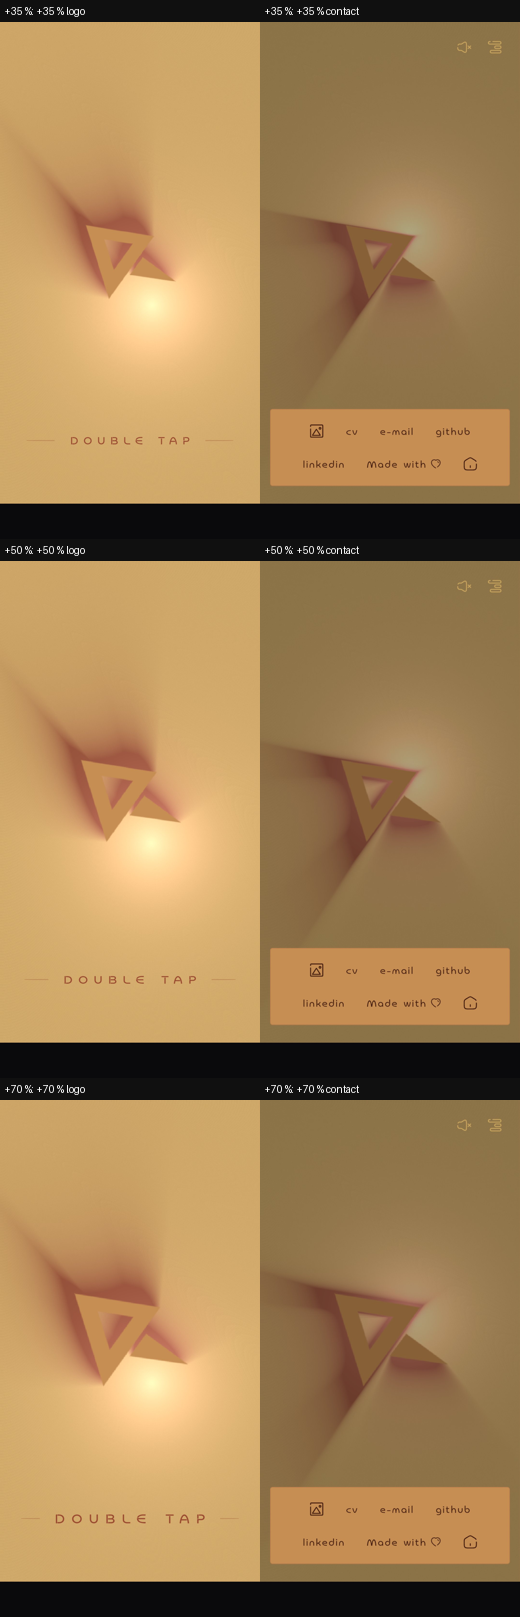 +35 %: +35 % logo
+35 %: +35 % contact
DOUBLE TAP
cv e-mail github
linkedin Made with
+50 %: +50 % logo
+50 %: +50 % contact
DOUBLE TAP
cv e-mail github
linkedin Made with
+70 %: +70 % logo
+70 %: +70 % contact
DOUBLE TAP
cv e-mail github
linkedin Made with